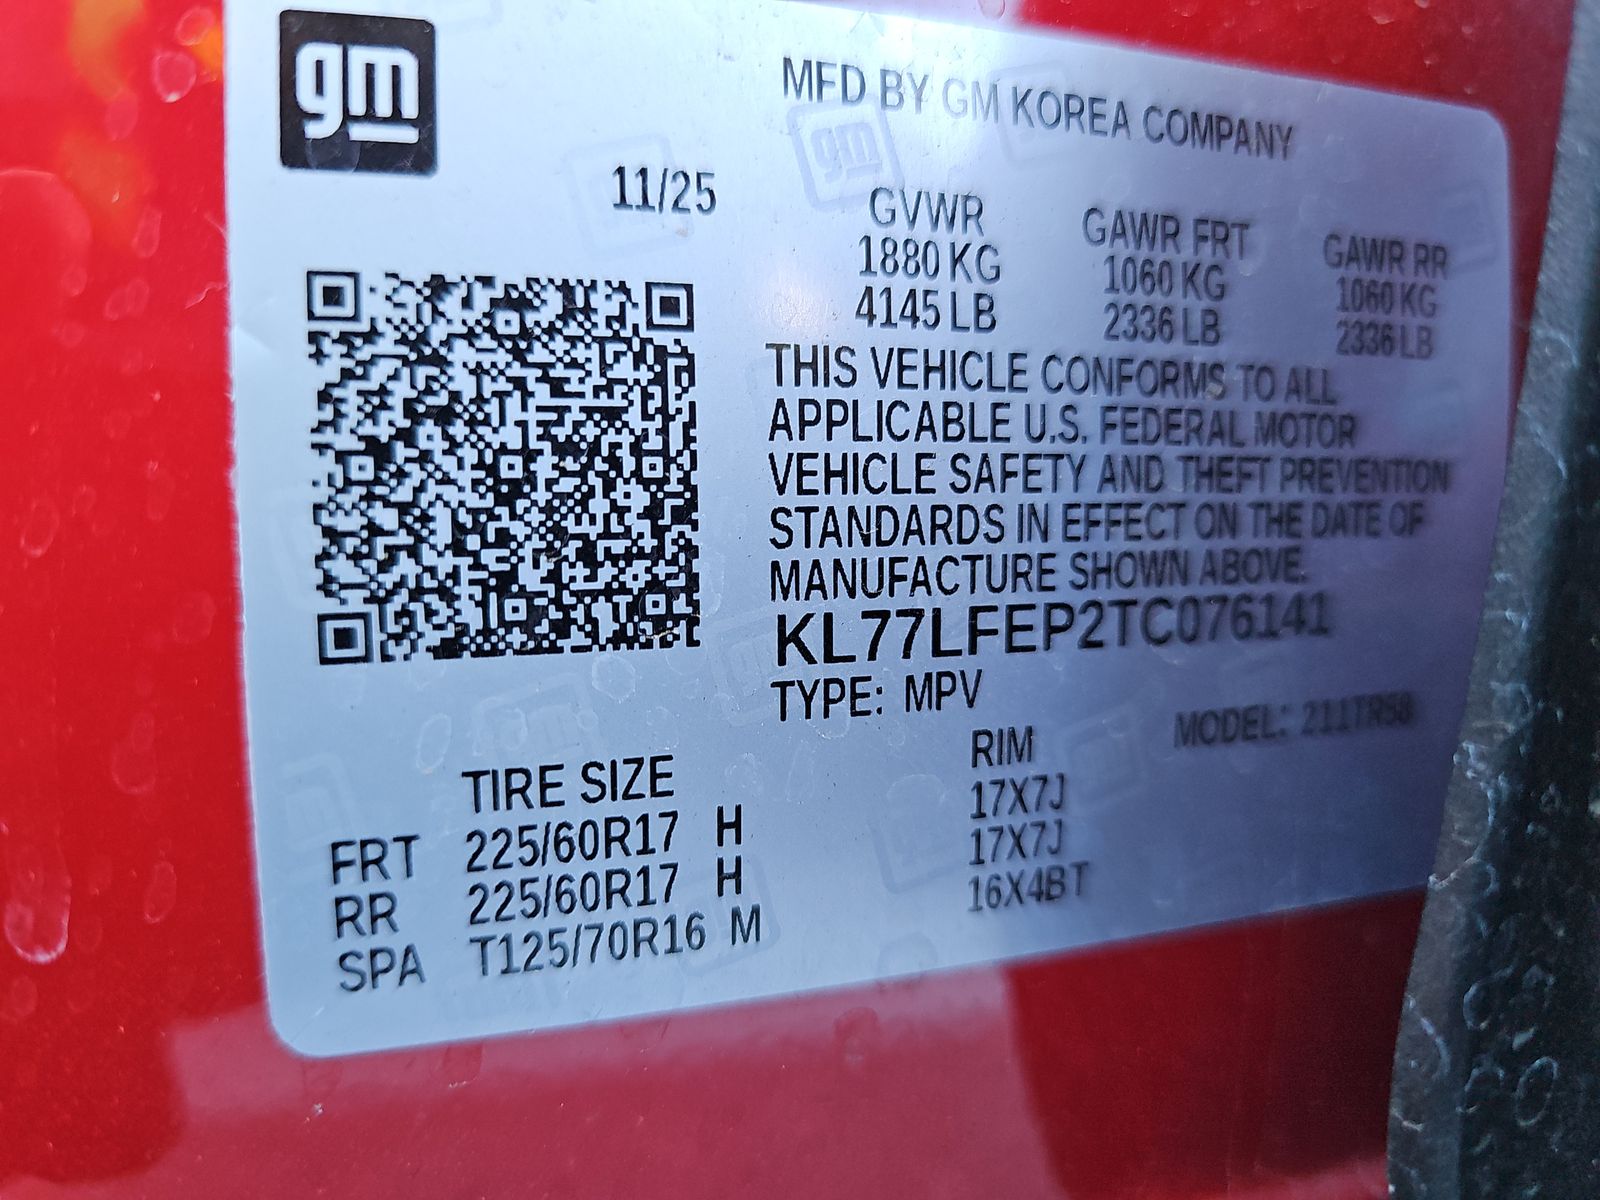 gm
MFD BY GM KOREA COMPANY
11/25
GVWR GAWR FRT GAWR RR
1880 KG 1060 KG 1060 KG
4145 LB 2336 LB 2336 LB
THIS VEHICLE CONFORMS TO ALL
APPLICABLE U.S. FEDERAL MOTOR
VEHICLE SAFETY AND THEFT PREVENTION
STANDARDS IN EFFECT ON THE DATE OF
MANUFACTURE SHOWN ABOVE.
KL77LFEP2TC076141
TYPE: MPV MODEL: 211TR58
TIRE SIZE RIM
FRT 225/60R17 H 17X7J
RR 225/60R17 H 17X7J
SPA T125/70R16 M 16X4BT